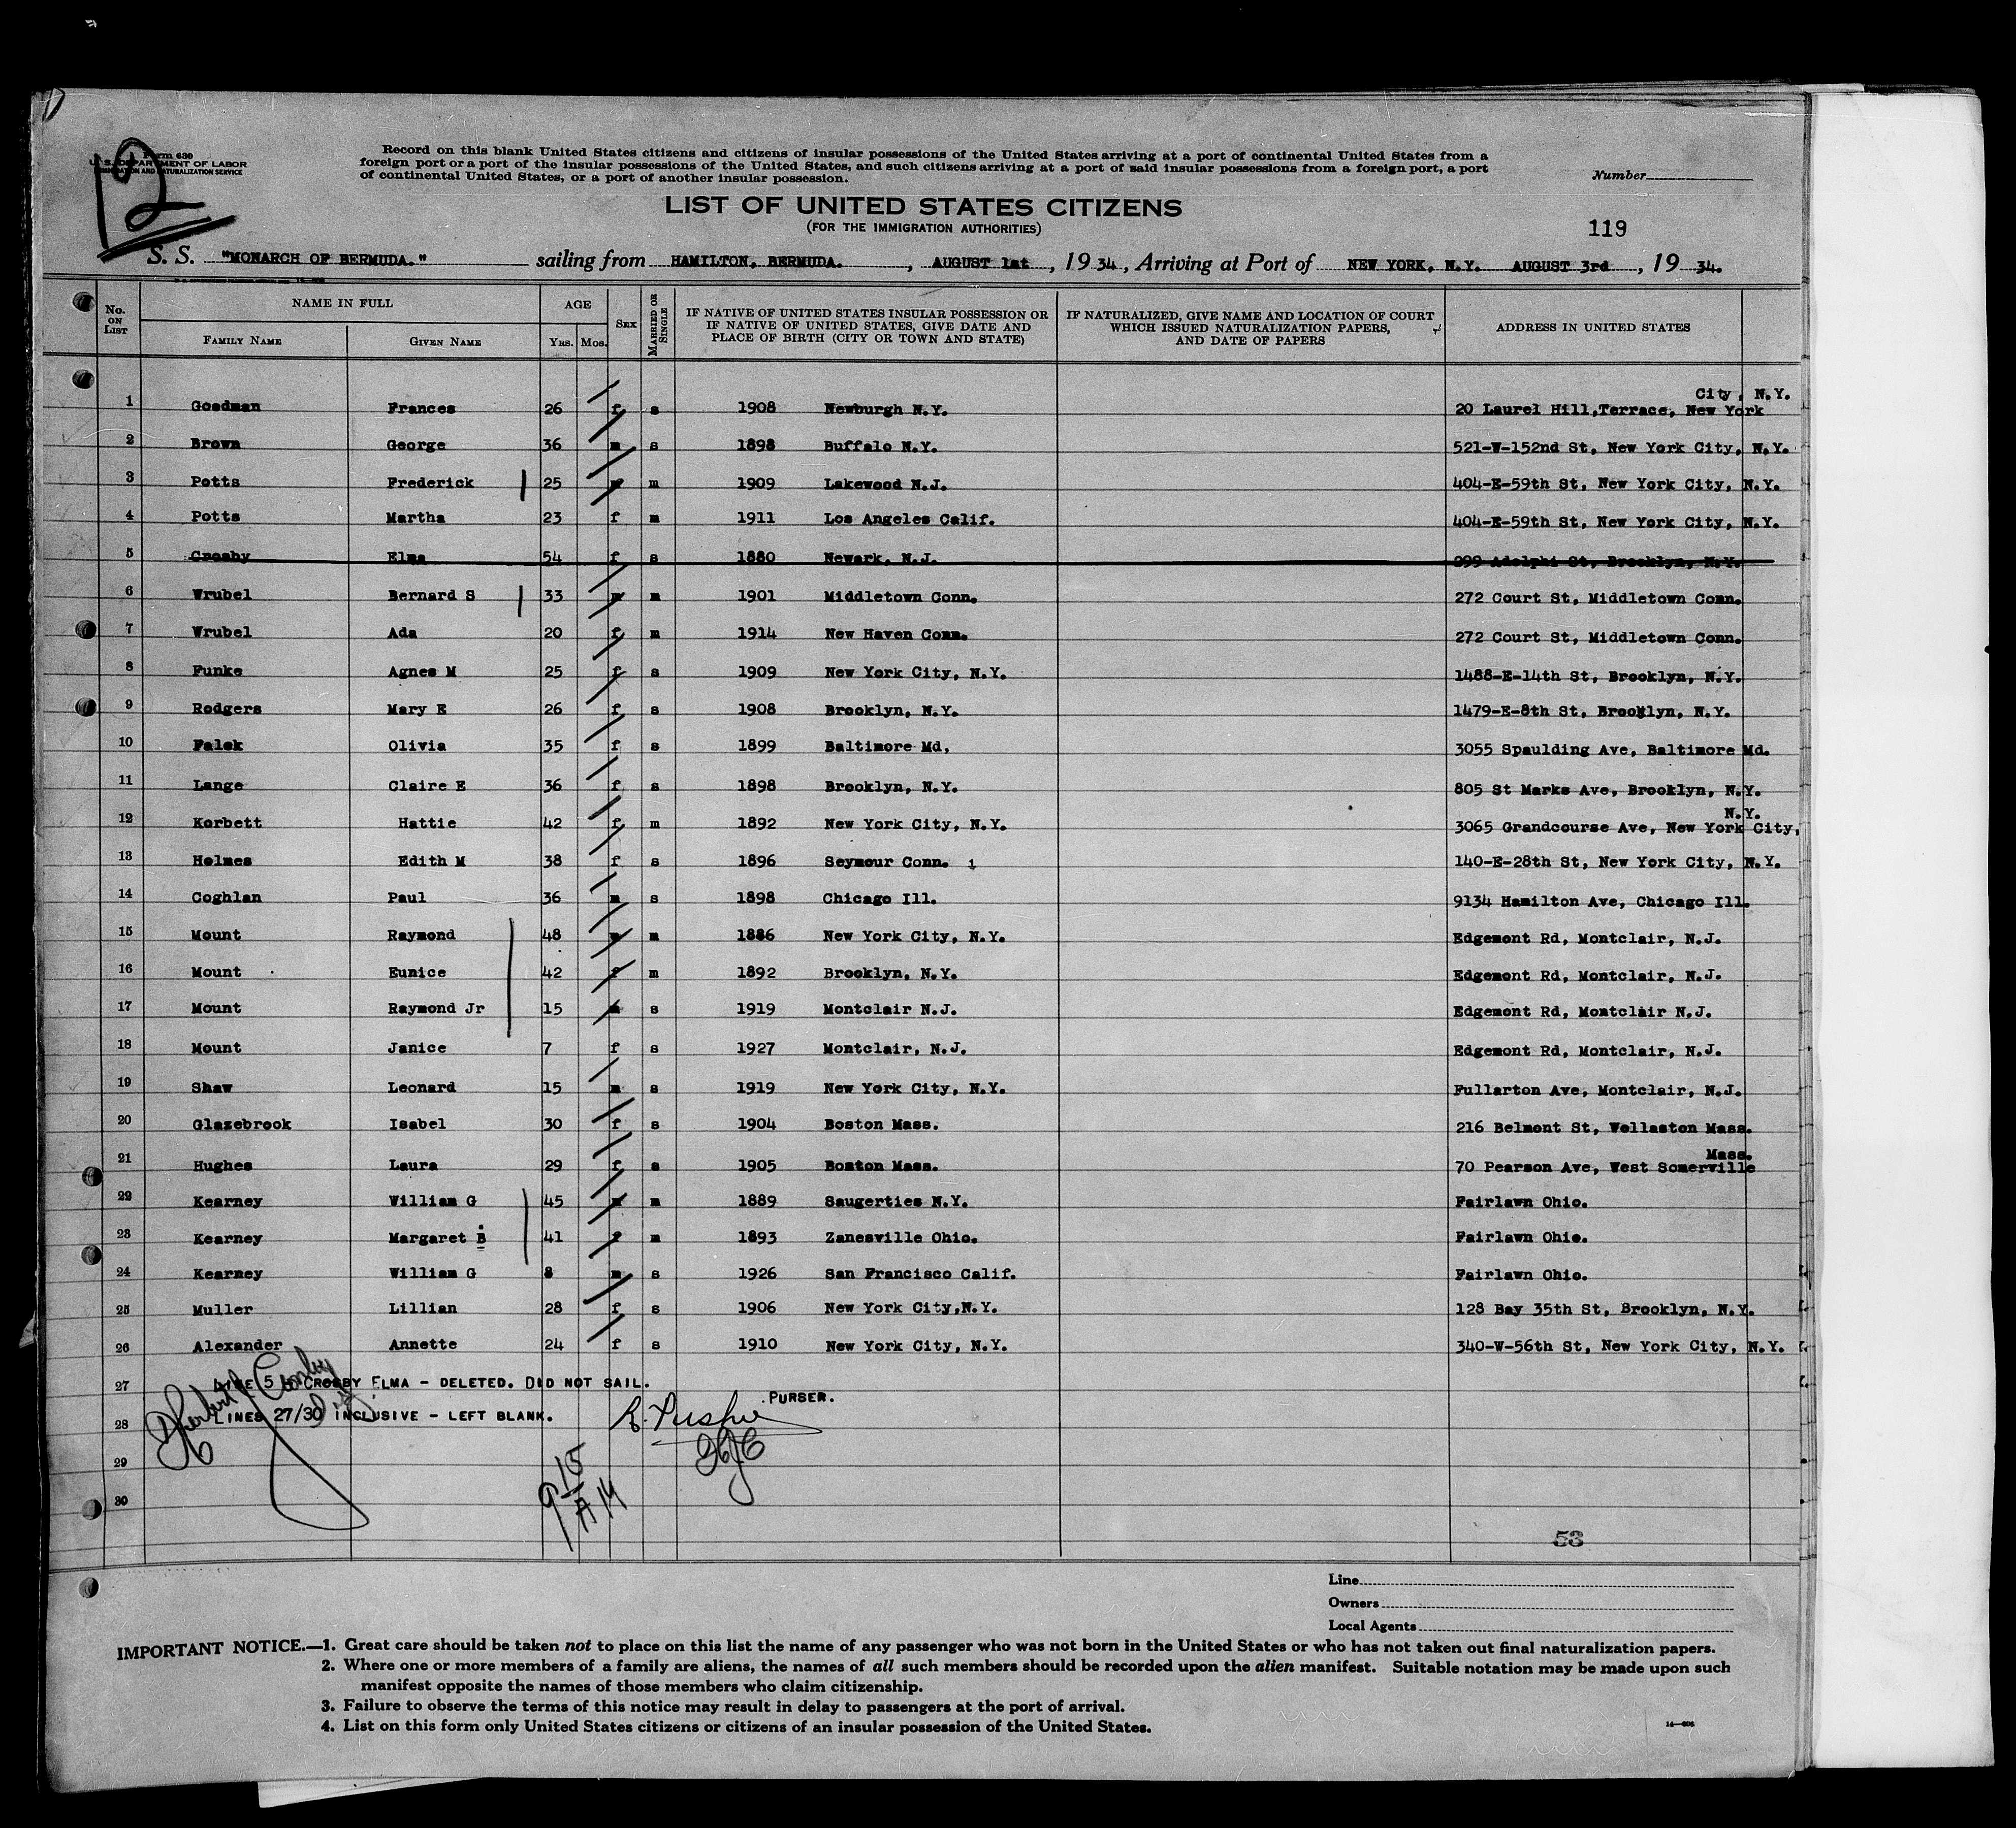 Form 630
U. S. DEPARTMENT OF LABOR
IMMIGRATION AND NATURALIZATION SERVICE
12
Record on this blank United States citizens and citizens of insular possessions of the United States arriving at a port of continental United States from a
foreign port or a port of the insular possessions of the United States, and such citizens arriving at a port of said insular possessions from a foreign port, a port
of continental United States, or a port of another insular possession.
Number
LIST OF UNITED STATES CITIZENS
(FOR THE IMMIGRATION AUTHORITIES)
119
S. S. "MONARCH OF BERMUDA." sailing from HAMILTON, BERMUDA. , AUGUST 1st , 19 34 , Arriving at Port of NEW YORK, N.Y. AUGUST 3rd , 19 34.
No. ON LIST NAME IN FULL AGE SEX MARRIED OR SINGLE IF NATIVE OF UNITED STATES INSULAR POSSESSION OR IF NATIVE OF UNITED STATES, GIVE DATE AND PLACE OF BIRTH (CITY OR TOWN AND STATE) IF NATURALIZED, GIVE NAME AND LOCATION OF COURT WHICH ISSUED NATURALIZATION PAPERS, AND DATE OF PAPERS ADDRESS IN UNITED STATES
FAMILY NAME GIVEN NAME YRS. MOS.
1 Goodman Frances 26 f s 1908 Newburgh N.Y. 20 Laurel Hill,Terrace, New York City, N.Y.
2 Brown George 36 m s 1898 Buffalo N.Y. 521-W-152nd St, New York City, N.Y.
3 Potts Frederick 25 m m 1909 Lakewood N.J. 404-E-59th St, New York City, N.Y.
4 Potts Martha 23 f m 1911 Los Angeles Calif. 404-E-59th St, New York City, N.Y.
5 Crosby Elma 54 f s 1880 Newark, N.J. 299 Adelphi St, Brooklyn, N.Y.
6 Wrubel Bernard S 33 m m 1901 Middletown Conn. 272 Court St, Middletown Conn.
7 Wrubel Ada 20 f m 1914 New Haven Conn. 272 Court St, Middletown Conn.
8 Funke Agnes M 25 f s 1909 New York City, N.Y. 1488-E-14th St, Brooklyn, N.Y.
9 Rodgers Mary E 26 f s 1908 Brooklyn, N.Y. 1479-E-8th St, Brooklyn, N.Y.
10 Falek Olivia 35 f s 1899 Baltimore Md, 3055 Spaulding Ave, Baltimore Md.
11 Lange Claire E 36 f s 1898 Brooklyn, N.Y. 805 St Marks Ave, Brooklyn, N.Y.
12 Korbett Hattie 42 f m 1892 New York City, N.Y. 3065 Grandcourse Ave, New York City, N.Y.
13 Holmes Edith M 38 f s 1896 Seymour Conn. 140-E-28th St, New York City, N.Y.
14 Coghlan Paul 36 m s 1898 Chicago Ill. 9134 Hamilton Ave, Chicago Ill.
15 Mount Raymond 48 m m 1886 New York City, N.Y. Edgemont Rd, Montclair, N.J.
16 Mount Eunice 42 f m 1892 Brooklyn, N.Y. Edgemont Rd, Montclair, N.J.
17 Mount Raymond Jr 15 m s 1919 Montclair N.J. Edgemont Rd, Montclair N.J.
18 Mount Janice 7 f s 1927 Montclair, N.J. Edgemont Rd, Montclair, N.J.
19 Shaw Leonard 15 m s 1919 New York City, N.Y. Fullarton Ave, Montclair, N.J.
20 Glazebrook Isabel 30 f s 1904 Boston Mass. 216 Belmont St, Wollaston Mass.
21 Hughes Laura 29 f s 1905 Boston Mass. 70 Pearson Ave, West Somerville Mass.
22 Kearney William G 45 m m 1889 Saugerties N.Y. Fairlawn Ohio.
23 Kearney Margaret B 41 f m 1893 Zanesville Ohio. Fairlawn Ohio.
24 Kearney William G 8 m s 1926 San Francisco Calif. Fairlawn Ohio.
25 Muller Lillian 28 f s 1906 New York City,N.Y. 128 Bay 35th St, Brooklyn, N.Y.
26 Alexander Annette 24 f s 1910 New York City, N.Y. 340-W-56th St, New York City, N.Y.
27 LINE 5 - CROSBY ELMA - DELETED. DID NOT SAIL.
PURSER.
28 LINES 27/30 INCLUSIVE - LEFT BLANK.
29
30
9 15 A M
53
Line
Owners
Local Agents
IMPORTANT NOTICE.—1. Great care should be taken not to place on this list the name of any passenger who was not born in the United States or who has not taken out final naturalization papers.
2. Where one or more members of a family are aliens, the names of all such members should be recorded upon the alien manifest. Suitable notation may be made upon such
manifest opposite the names of those members who claim citizenship.
3. Failure to observe the terms of this notice may result in delay to passengers at the port of arrival.
4. List on this form only United States citizens or citizens of an insular possession of the United States.
14—606